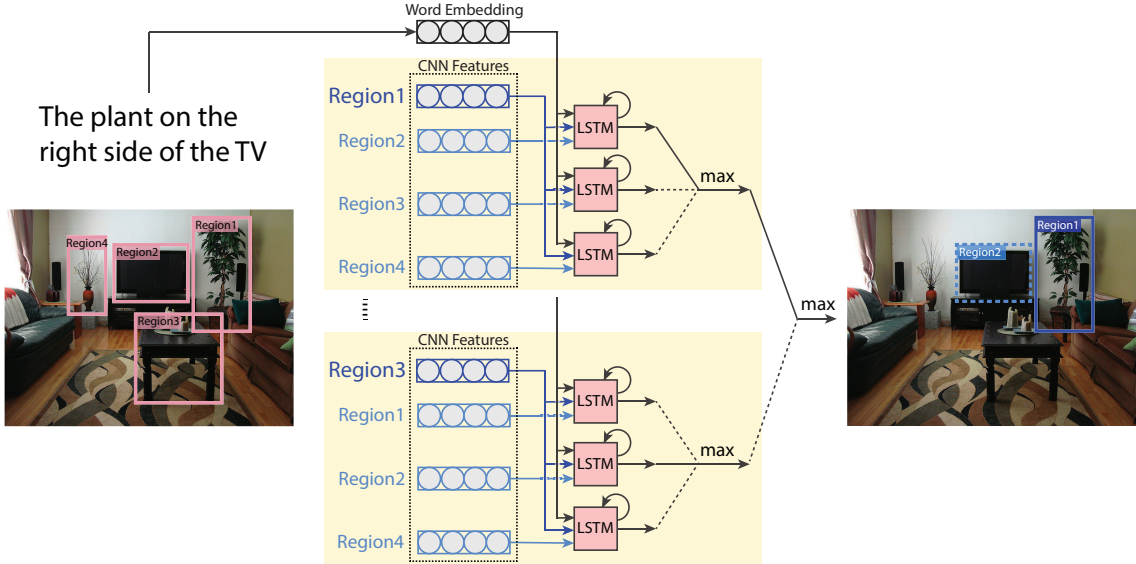 Word Embedding
The plant on the
right side of the TV
CNN Features
Region1
Region2
Region3
Region4
LSTM
LSTM
LSTM
max
CNN Features
Region3
Region1
Region2
Region4
LSTM
LSTM
LSTM
max
max
Region1
Region4
Region2
Region3
Region1
Region2